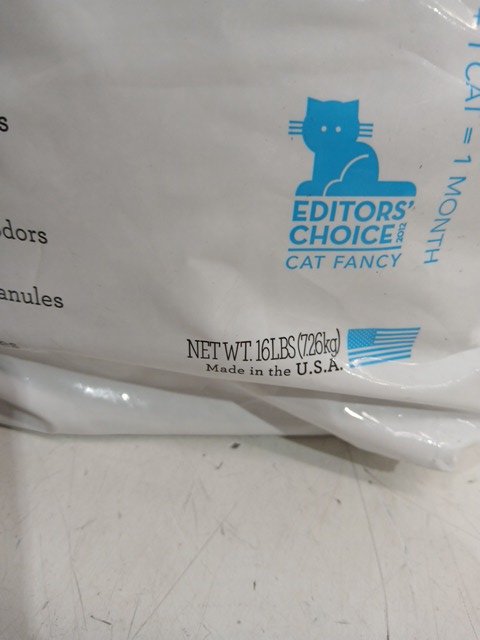 s
dors
anules
EDITORS'
CHOICE 2012
CAT FANCY
1 CAT = 1 MONTH
NET WT. 16LBS (7.26kg)
Made in the U.S.A.